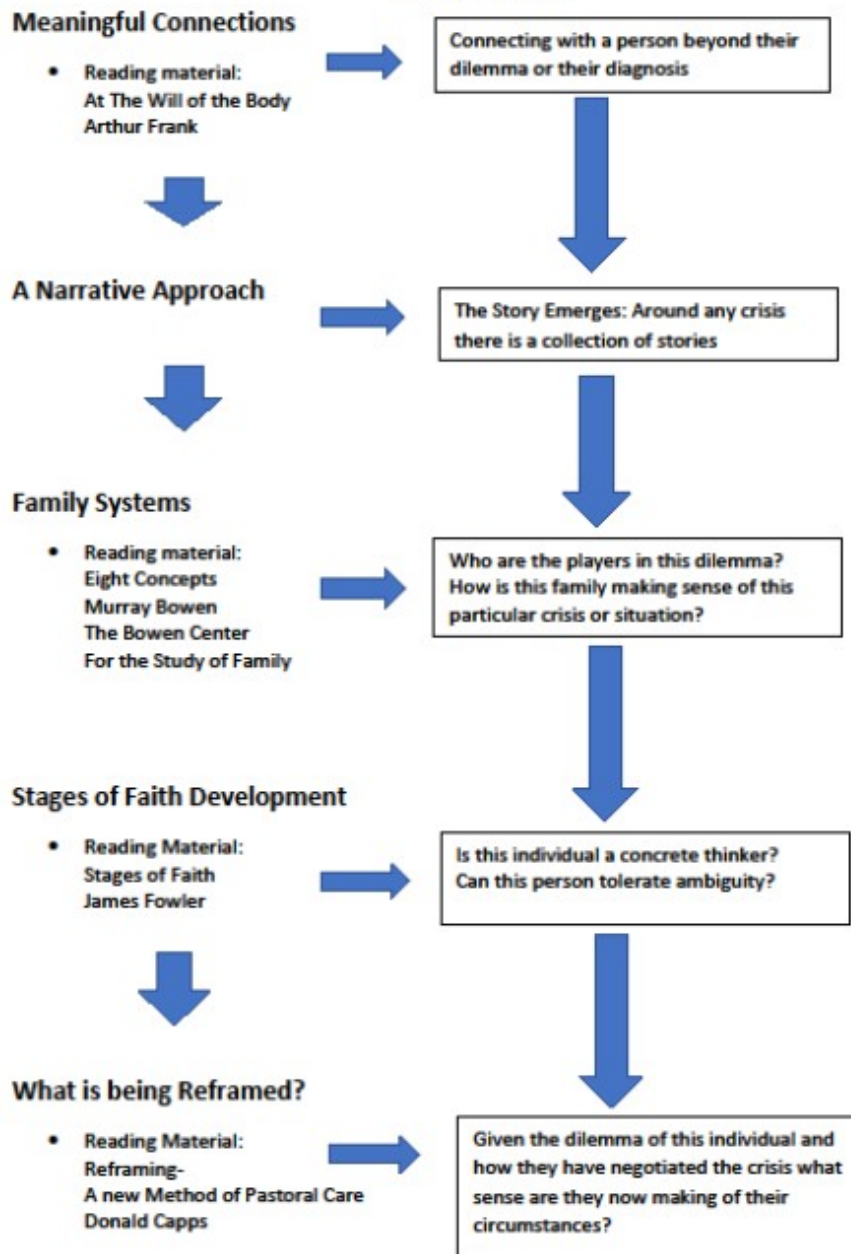 Meaningful Connections
• Reading material:
At The Will of the Body
Arthur Frank
Connecting with a person beyond their
dilemma or their diagnosis
A Narrative Approach
The Story Emerges: Around any crisis
there is a collection of stories
Family Systems
• Reading material:
Eight Concepts
Murray Bowen
The Bowen Center
For the Study of Family
Who are the players in this dilemma?
How is this family making sense of this
particular crisis or situation?
Stages of Faith Development
• Reading Material:
Stages of Faith
James Fowler
Is this individual a concrete thinker?
Can this person tolerate ambiguity?
What is being Reframed?
• Reading Material:
Reframing-
A new Method of Pastoral Care
Donald Capps
Given the dilemma of this individual and
how they have negotiated the crisis what
sense are they now making of their
circumstances?